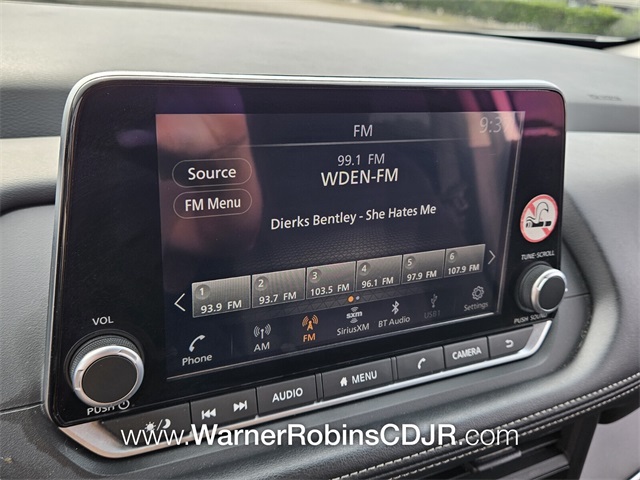 FM
9:3
99.1 FM
WDEN-FM
Source
FM Menu
Dierks Bentley - She Hates Me
TUNE·SCROLL
1 2 3 4 5 6
93.9 FM 93.7 FM 103.5 FM 96.1 FM 97.9 FM 107.9 FM
VOL
Phone
AM
FM
sxm
SiriusXM
BT Audio
USB1
Settings
PUSH SOUND
PUSH
AUDIO
MENU
CAMERA
www.WarnerRobinsCDJR.com